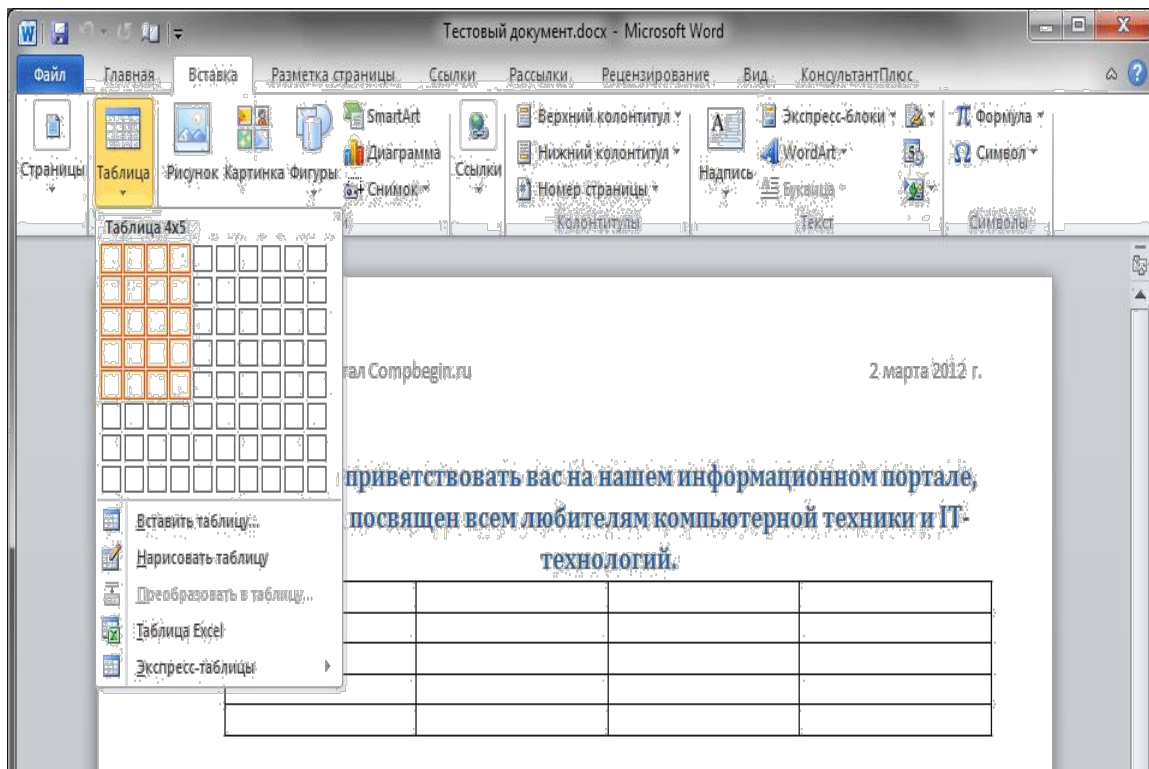 Тестовый документ.docx - Microsoft Word
Файл Главная Вставка Разметка страницы Ссылки Рассылки Рецензирование Вид КонсультантПлюс
Страницы Таблица Рисунок Картинка Фигуры SmartArt Диаграмма Снимок Ссылки Верхний колонтитул Нижний колонтитул Номер страницы Надпись Экспресс-блоки WordArt Буквица Формула Символ
Колонтитулы Текст Символы
Таблица 4x5
Вставить таблицу...
Нарисовать таблицу
Преобразовать в таблицу...
Таблица Excel
Экспресс-таблицы
тал Compbegin.ru 2 марта 2012 г.
приветствовать вас на нашем информационном портале,
посвящен всем любителям компьютерной техники и IT-
технологий.